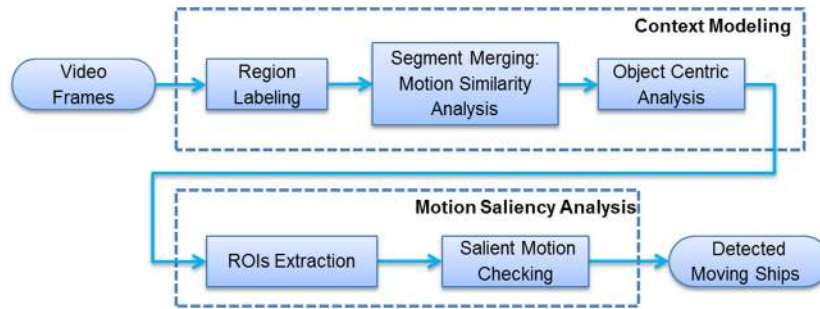 Context Modeling
Video
Frames
Region
Labeling
Segment Merging:
Motion Similarity
Analysis
Object Centric
Analysis
Motion Saliency Analysis
ROIs Extraction
Salient Motion
Checking
Detected
Moving Ships